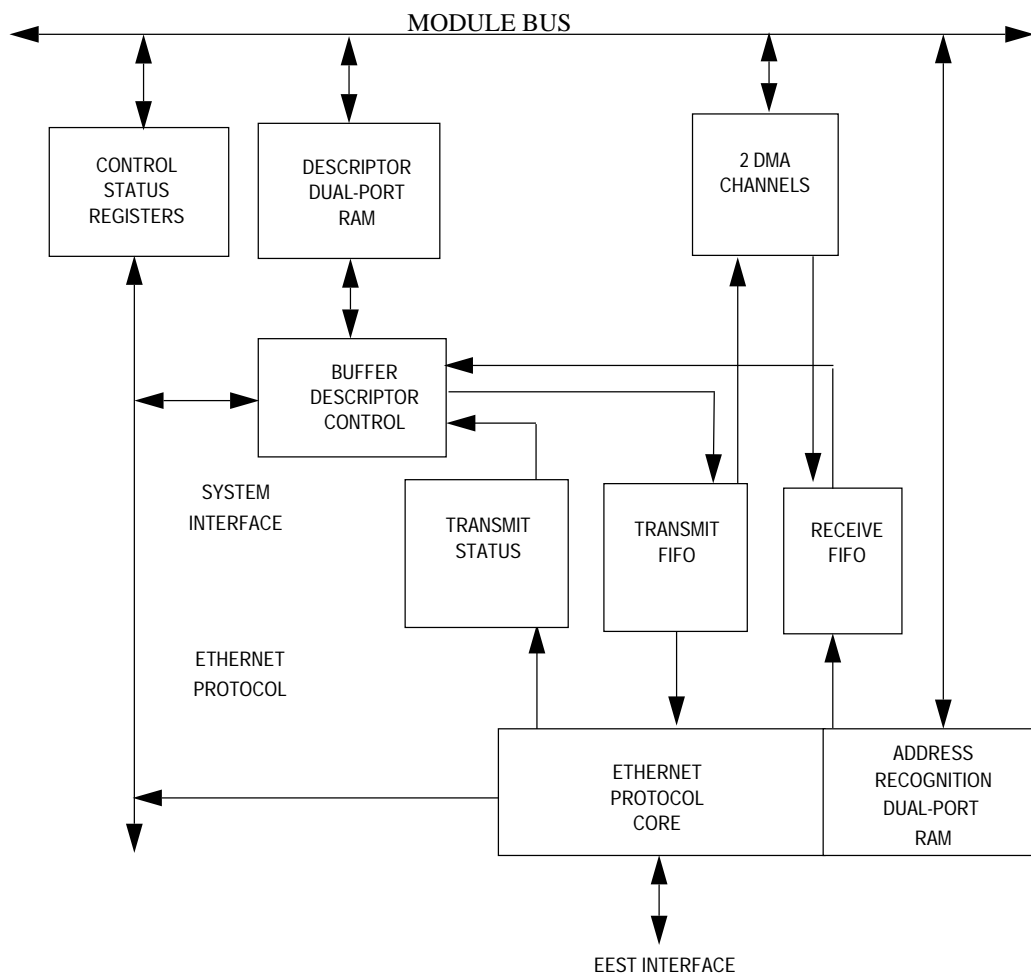 MODULE BUS
CONTROL
STATUS
REGISTERS
DESCRIPTOR
DUAL-PORT
RAM
2 DMA
CHANNELS
BUFFER
DESCRIPTOR
CONTROL
SYSTEM
INTERFACE
TRANSMIT
STATUS
TRANSMIT
FIFO
RECEIVE
FIFO
ETHERNET
PROTOCOL
ETHERNET
PROTOCOL
CORE
ADDRESS
RECOGNITION
DUAL-PORT
RAM
EEST INTERFACE